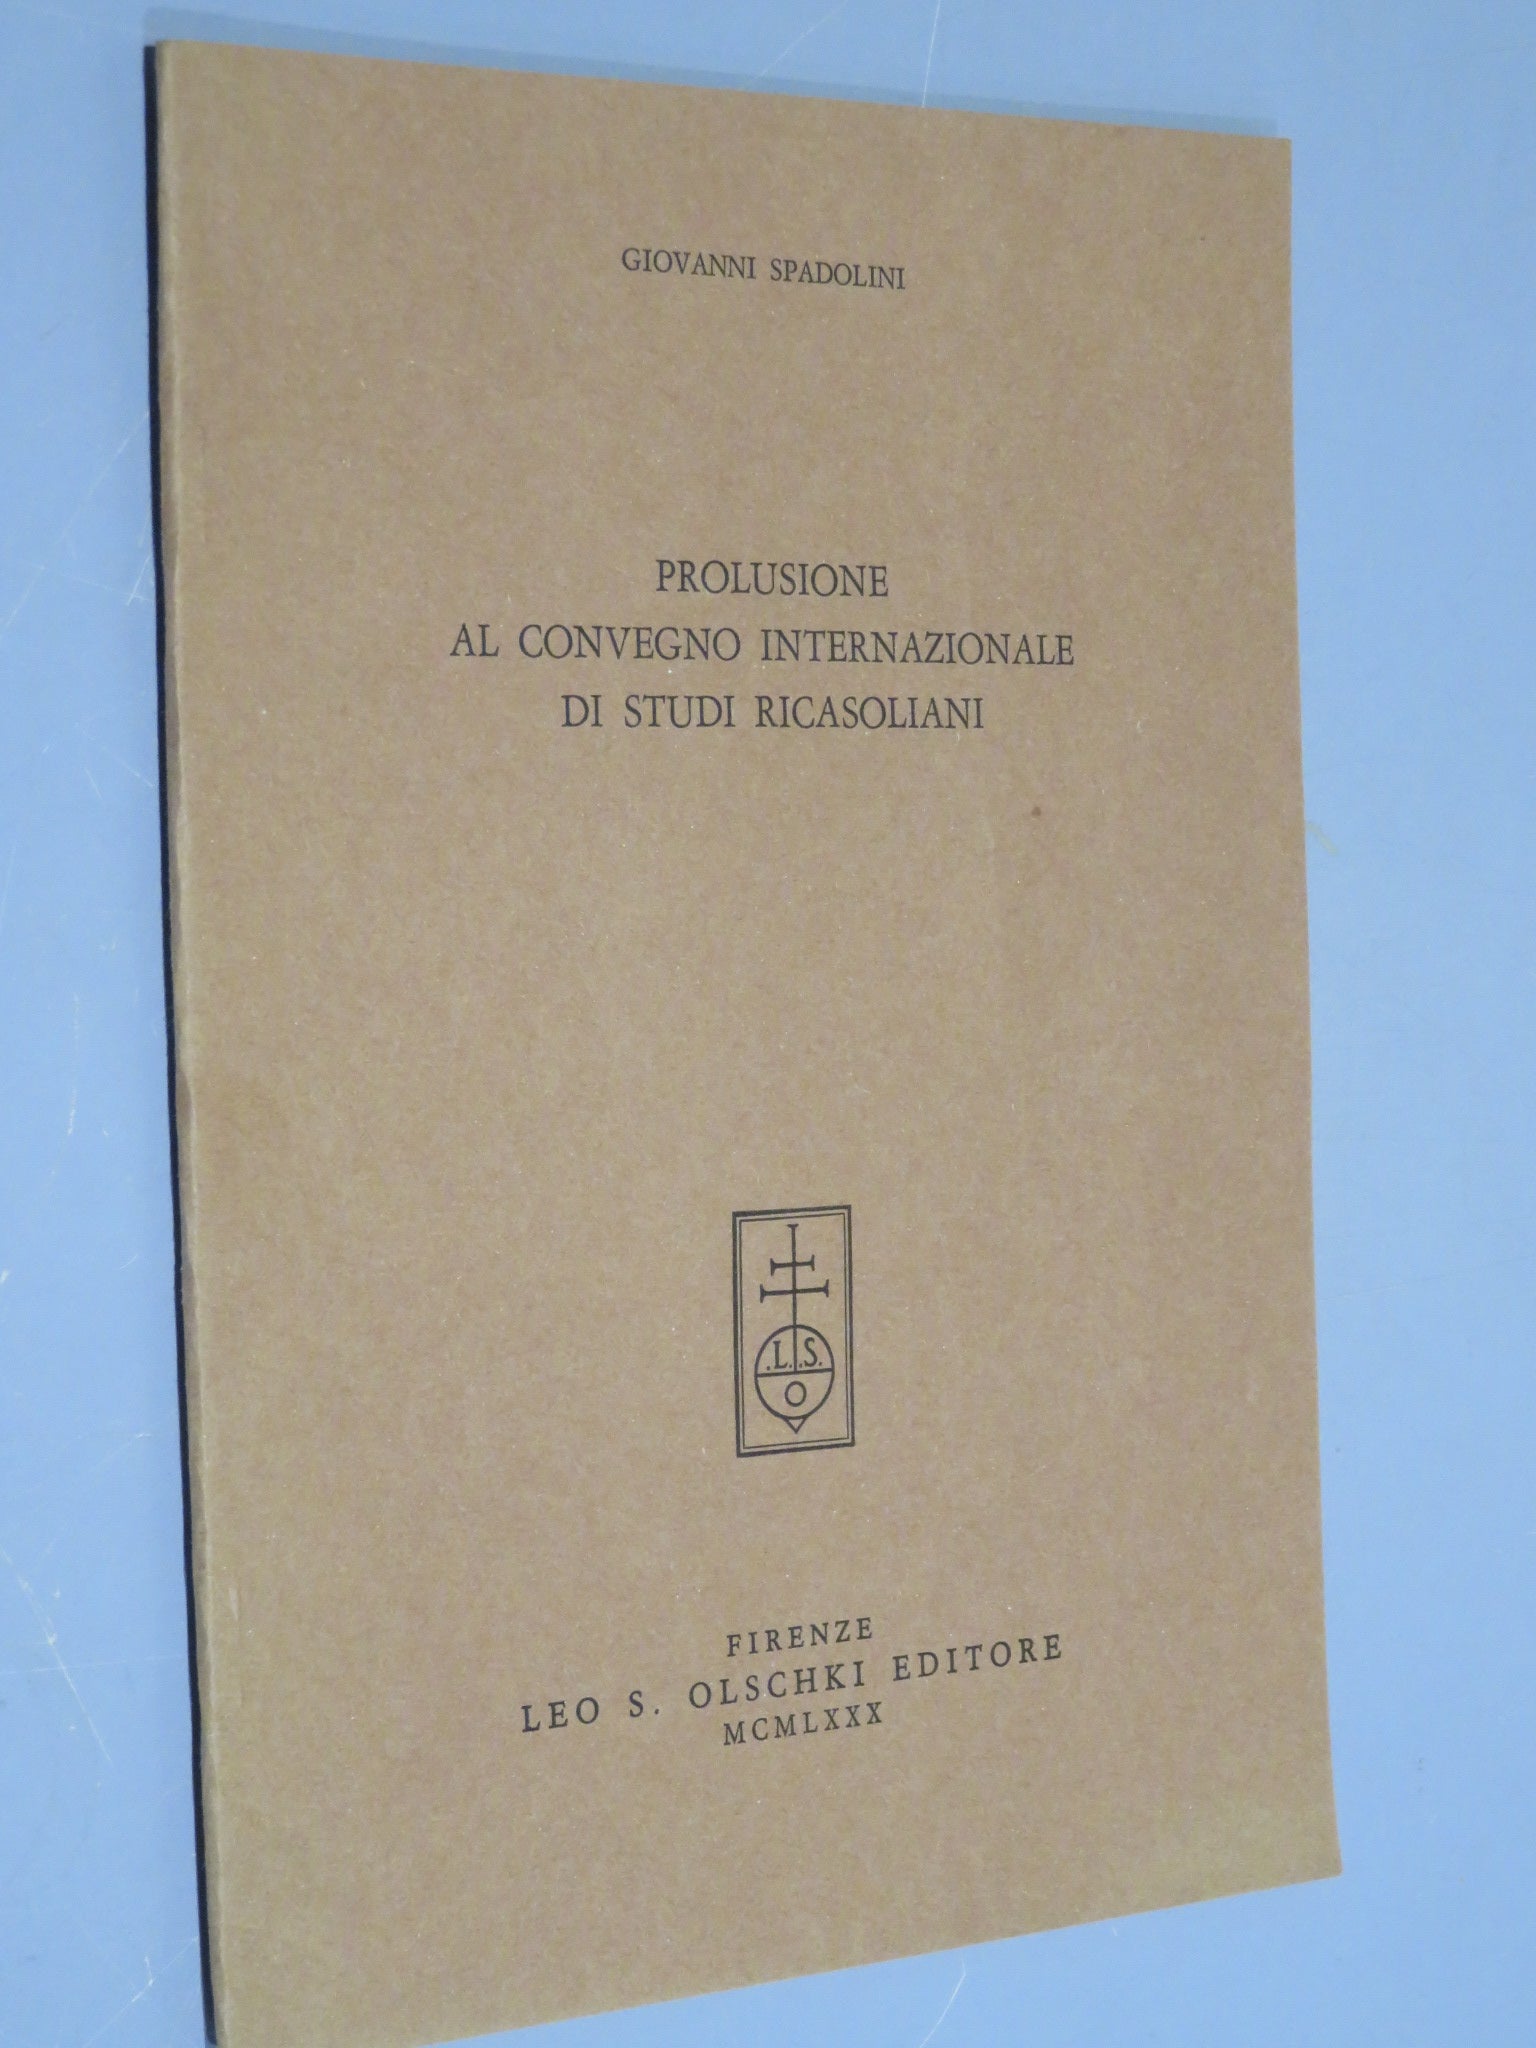 GIOVANNI SPADOLINI
PROLUSIONE
AL CONVEGNO INTERNAZIONALE
DI STUDI RICASOLIANI
.L. .S.
O
FIRENZE
LEO S. OLSCHKI EDITORE
MCMLXXX